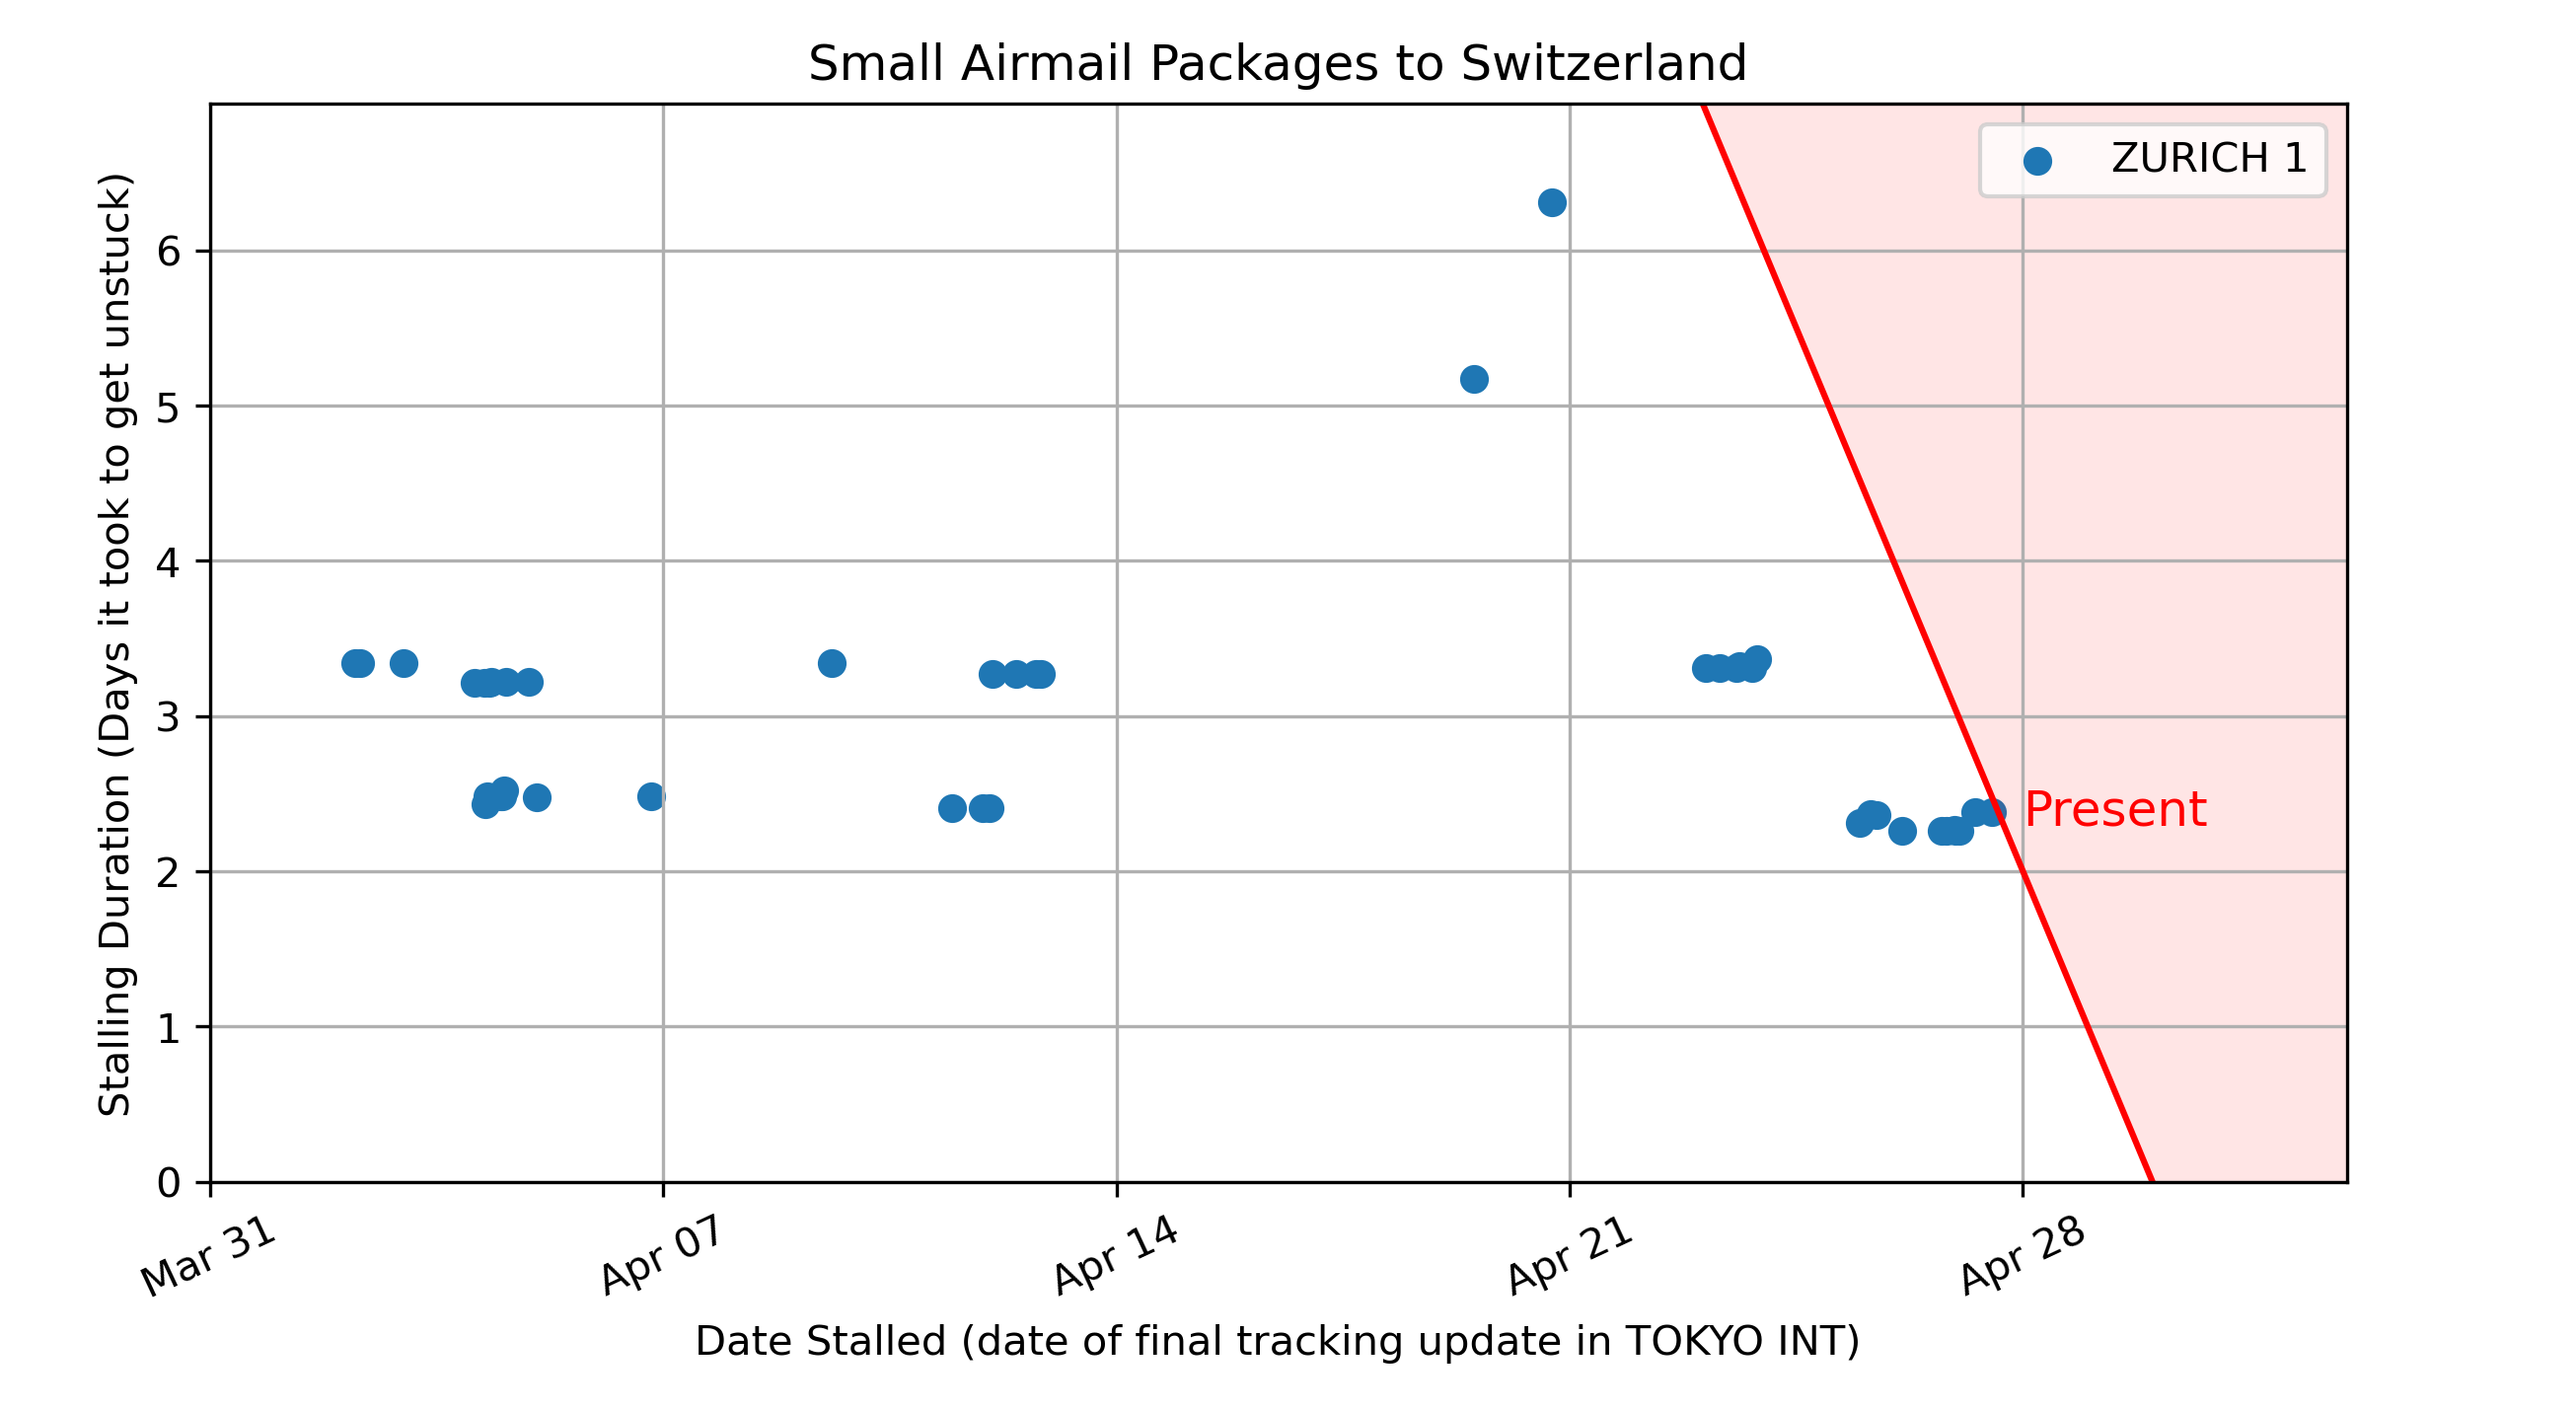 Small Airmail Packages to Switzerland
ZURICH 1
Stalling Duration (Days it took to get unstuck)
6
5
4
3
2
1
0
Present
Mar 31
Apr 07
Apr 14
Apr 21
Apr 28
Date Stalled (date of final tracking update in TOKYO INT)